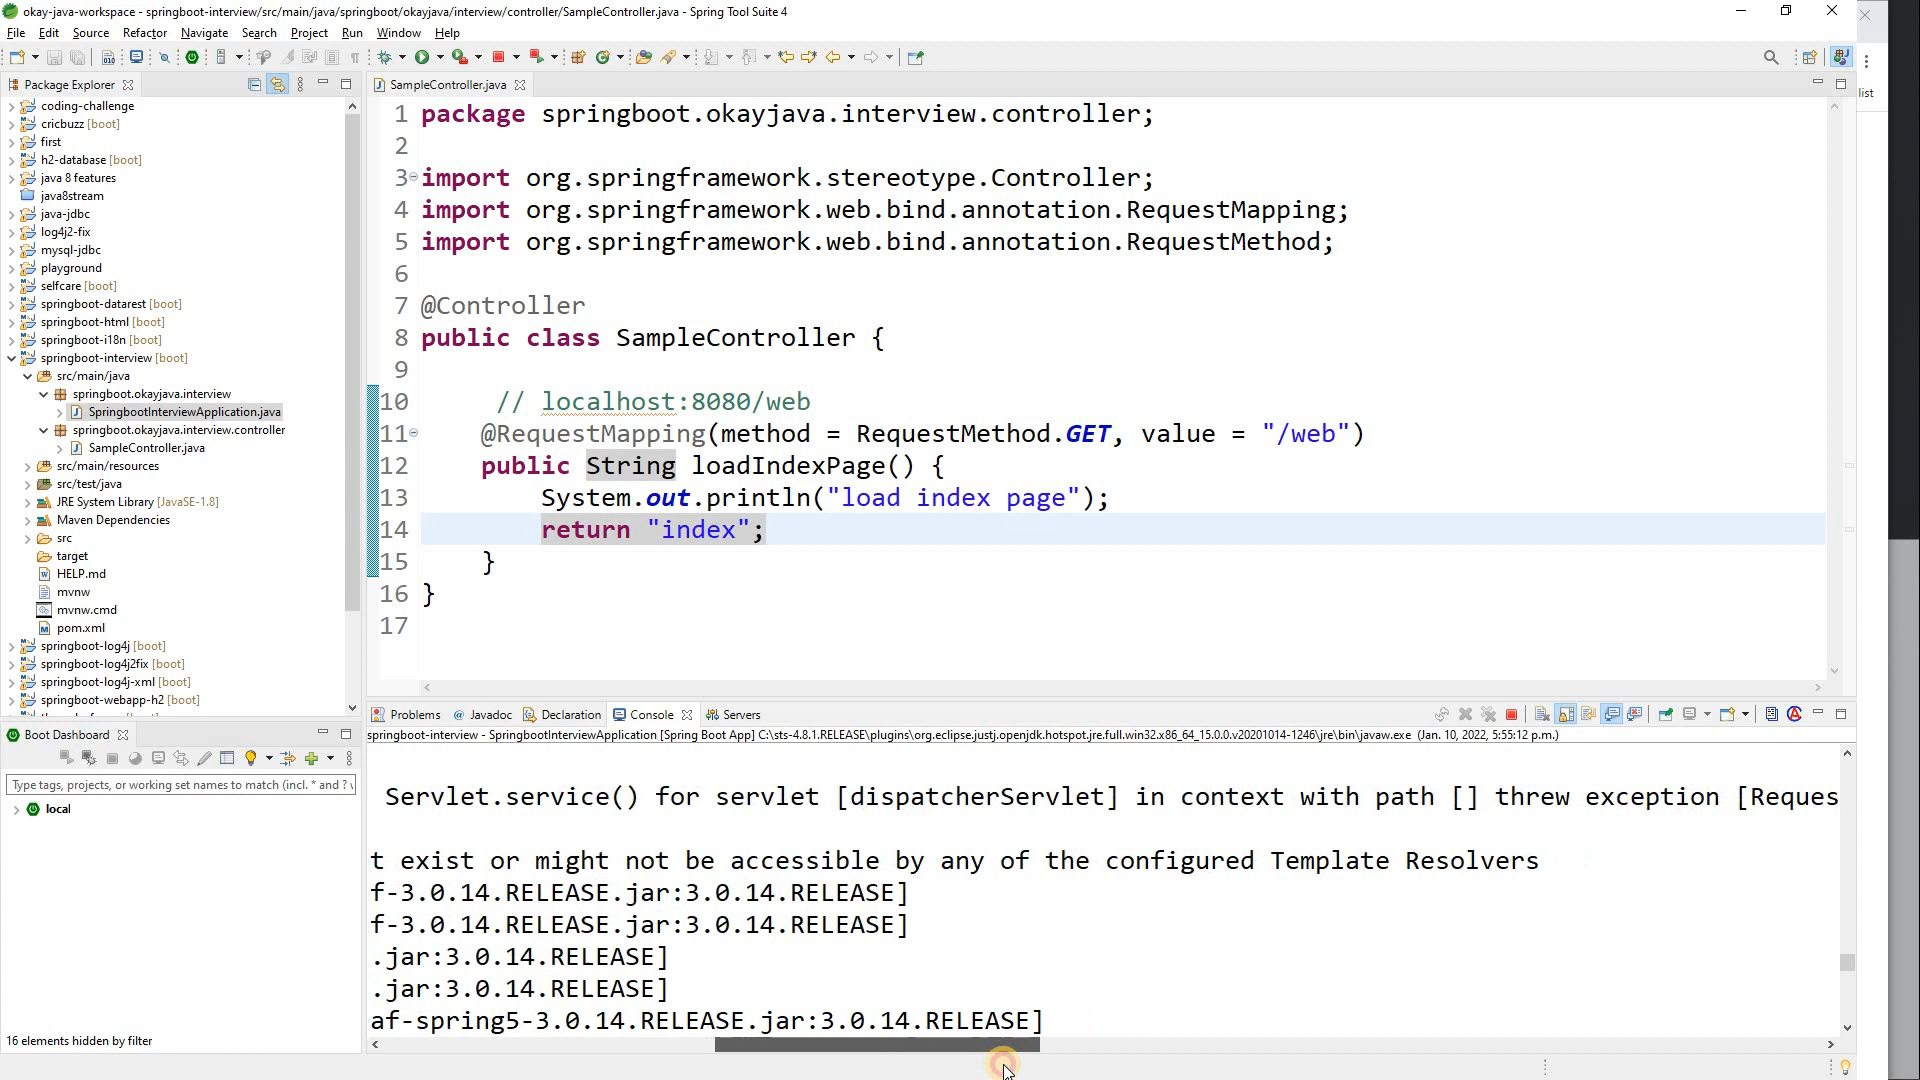 okay-java-workspace - springboot-interview/src/main/java/springboot/okayjava/interview/controller/SampleController.java - Spring Tool Suite 4
File Edit Source Refactor Navigate Search Project Run Window Help
Package Explorer
coding-challenge
cricbuzz [boot]
first
h2-database [boot]
java 8 features
java8stream
java-jdbc
log4j2-fix
mysql-jdbc
playground
selfcare [boot]
springboot-datarest [boot]
springboot-html [boot]
springboot-i18n [boot]
springboot-interview [boot]
src/main/java
springboot.okayjava.interview
SpringbootInterviewApplication.java
springboot.okayjava.interview.controller
SampleController.java
src/main/resources
src/test/java
JRE System Library [JavaSE-1.8]
Maven Dependencies
src
target
HELP.md
mvnw
mvnw.cmd
pom.xml
springboot-log4j [boot]
springboot-log4j2fix [boot]
springboot-log4j-xml [boot]
springboot-webapp-h2 [boot]
Boot Dashboard
Type tags, projects, or working set names to match (incl. * and ?
local
16 elements hidden by filter
SampleController.java
1 package springboot.okayjava.interview.controller;
2
3 import org.springframework.stereotype.Controller;
4 import org.springframework.web.bind.annotation.RequestMapping;
5 import org.springframework.web.bind.annotation.RequestMethod;
6
7 @Controller
8 public class SampleController {
9
10 // localhost:8080/web
11 @RequestMapping(method = RequestMethod.GET, value = "/web")
12 public String loadIndexPage() {
13 System.out.println("load index page");
14 return "index";
15 }
16 }
17
Problems @ Javadoc Declaration Console Servers
springboot-interview - SpringbootInterviewApplication [Spring Boot App] C:\sts-4.8.1.RELEASE\plugins\org.eclipse.justj.openjdk.hotspot.jre.full.win32.x86_64_15.0.0.v20201014-1246\jre\bin\javaw.exe (Jan. 10, 2022, 5:55:12 p.m.)
Servlet.service() for servlet [dispatcherServlet] in context with path [] threw exception [Reques
t exist or might not be accessible by any of the configured Template Resolvers
f-3.0.14.RELEASE.jar:3.0.14.RELEASE]
f-3.0.14.RELEASE.jar:3.0.14.RELEASE]
.jar:3.0.14.RELEASE]
.jar:3.0.14.RELEASE]
af-spring5-3.0.14.RELEASE.jar:3.0.14.RELEASE]
list